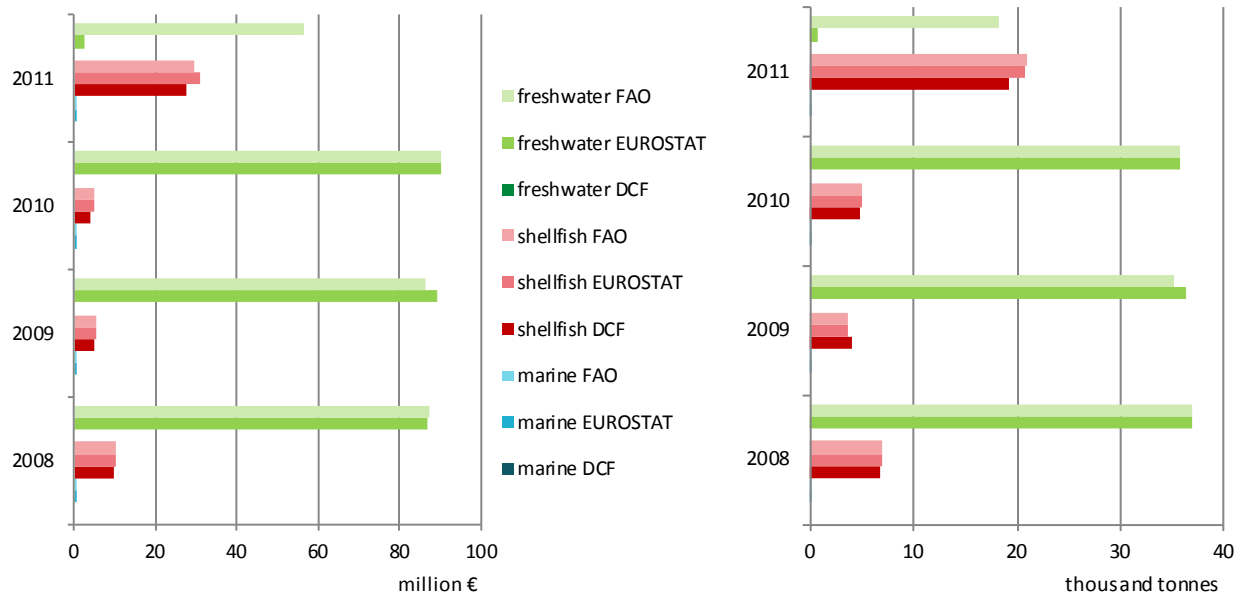 2011
2010
2009
2008
0 20 40 60 80 100
million €
freshwater FAO
freshwater EUROSTAT
freshwater DCF
shellfish FAO
shellfish EUROSTAT
shellfish DCF
marine FAO
marine EUROSTAT
marine DCF
2011
2010
2009
2008
0 10 20 30 40
thousand tonnes